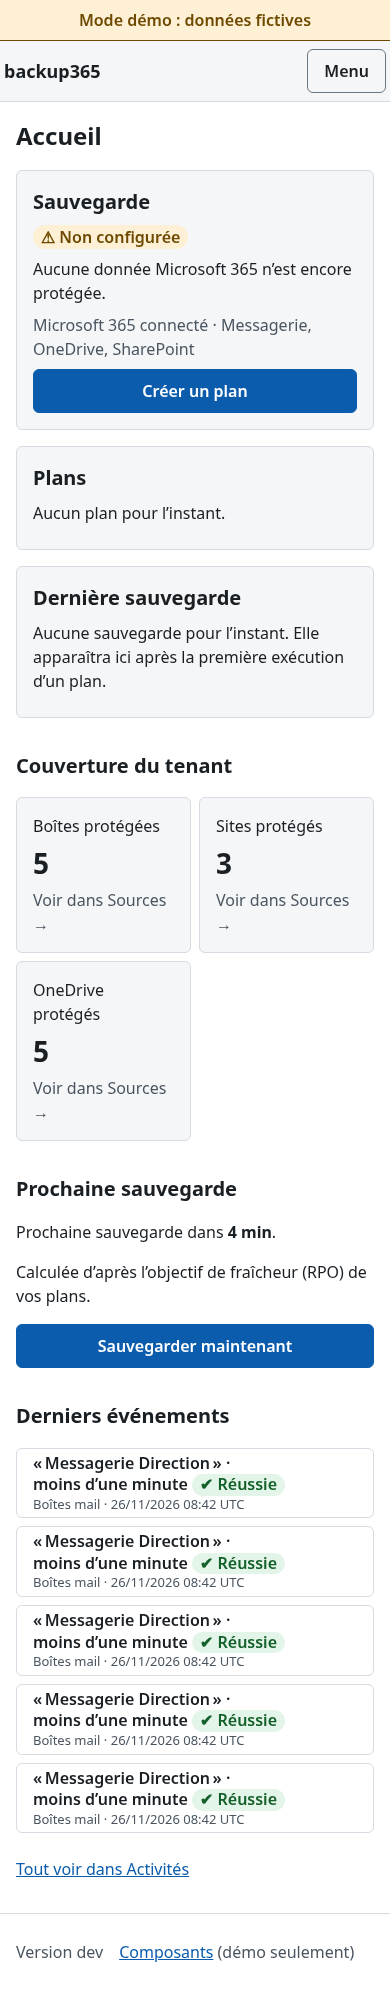 Mode démo : données fictives
backup365
Menu
Accueil
Sauvegarde
⚠ Non configurée
Aucune donnée Microsoft 365 n’est encore
protégée.
Microsoft 365 connecté · Messagerie,
OneDrive, SharePoint
Créer un plan
Plans
Aucun plan pour l’instant.
Dernière sauvegarde
Aucune sauvegarde pour l’instant. Elle
apparaîtra ici après la première exécution
d’un plan.
Couverture du tenant
Boîtes protégées
5
Voir dans Sources
→
Sites protégés
3
Voir dans Sources
→
OneDrive
protégés
5
Voir dans Sources
→
Prochaine sauvegarde
Prochaine sauvegarde dans 4 min.
Calculée d’après l’objectif de fraîcheur (RPO) de
vos plans.
Sauvegarder maintenant
Derniers événements
« Messagerie Direction » ·
moins d’une minute ✔ Réussie
Boîtes mail · 26/11/2026 08:42 UTC
« Messagerie Direction » ·
moins d’une minute ✔ Réussie
Boîtes mail · 26/11/2026 08:42 UTC
« Messagerie Direction » ·
moins d’une minute ✔ Réussie
Boîtes mail · 26/11/2026 08:42 UTC
« Messagerie Direction » ·
moins d’une minute ✔ Réussie
Boîtes mail · 26/11/2026 08:42 UTC
« Messagerie Direction » ·
moins d’une minute ✔ Réussie
Boîtes mail · 26/11/2026 08:42 UTC
Tout voir dans Activités
Version dev Composants (démo seulement)